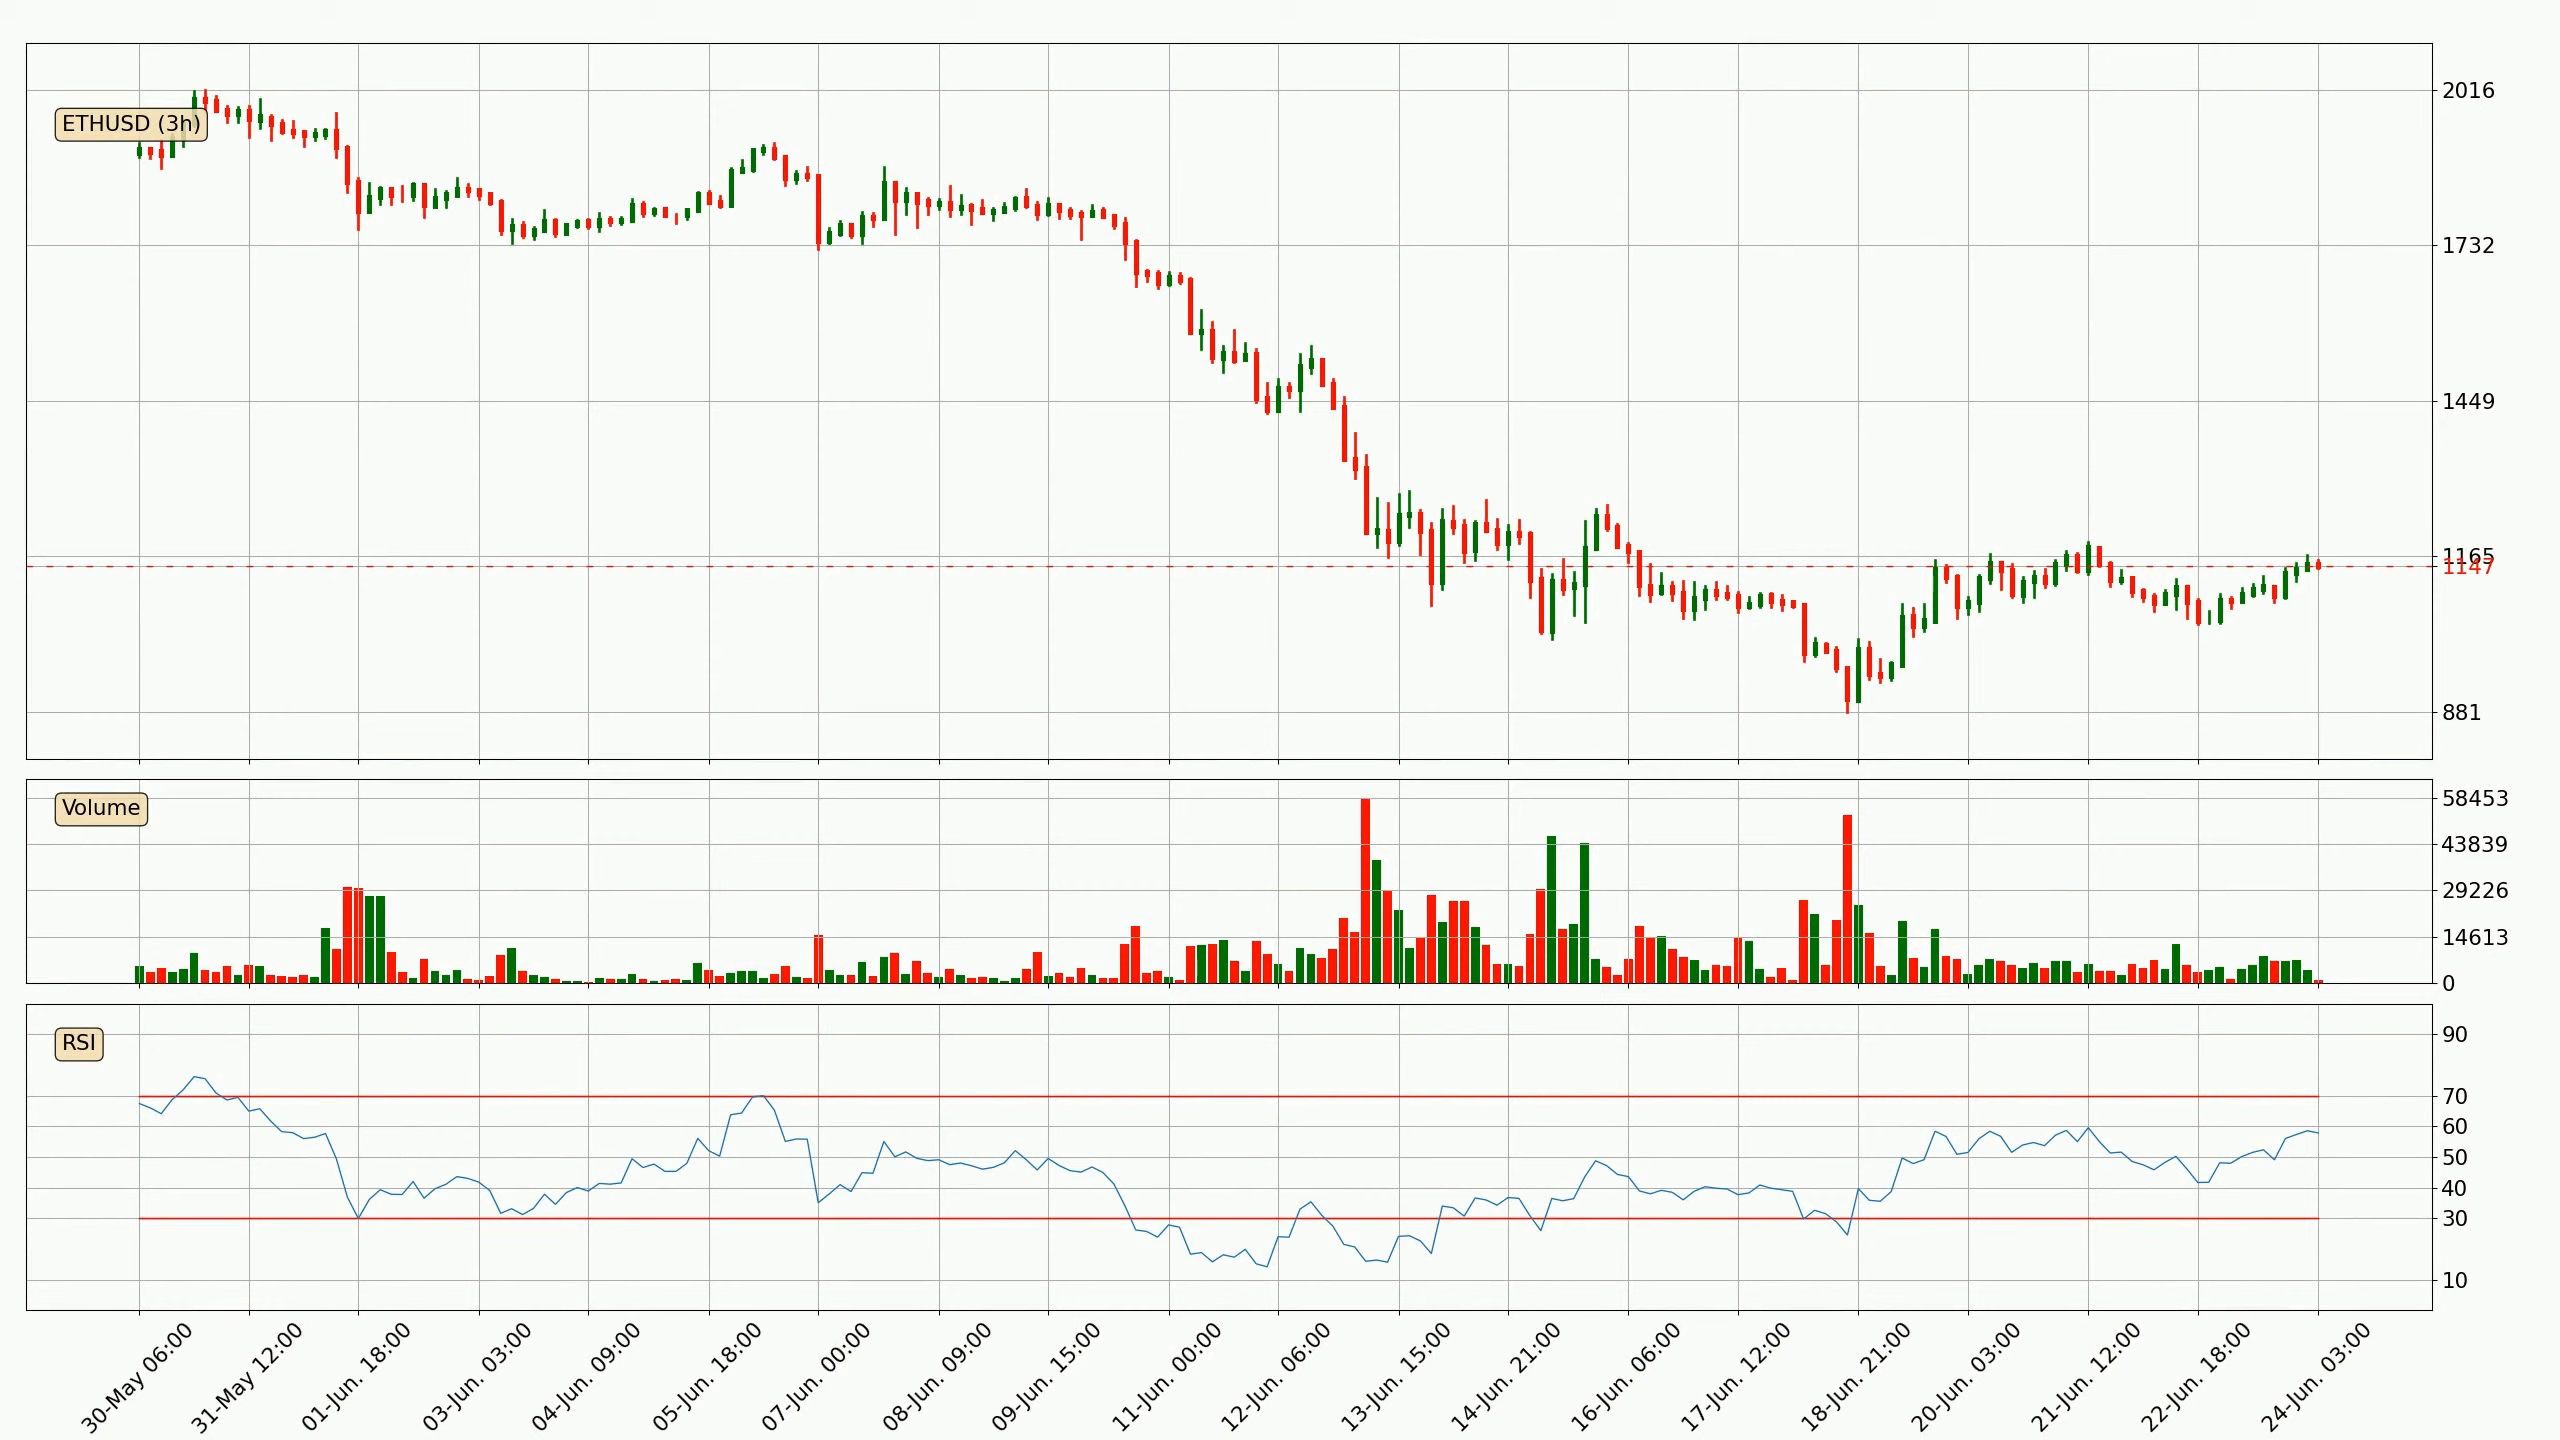 ETHUSD (3h)
2016
1732
1449
1165
1147
881
Volume
58453
43839
29226
14613
0
RSI
90
70
60
50
40
30
10
30-May 06:00
31-May 12:00
01-Jun. 18:00
03-Jun. 03:00
04-Jun. 09:00
05-Jun. 18:00
07-Jun. 00:00
08-Jun. 09:00
09-Jun. 15:00
11-Jun. 00:00
12-Jun. 06:00
13-Jun. 15:00
14-Jun. 21:00
16-Jun. 06:00
17-Jun. 12:00
18-Jun. 21:00
20-Jun. 03:00
21-Jun. 12:00
22-Jun. 18:00
24-Jun. 03:00